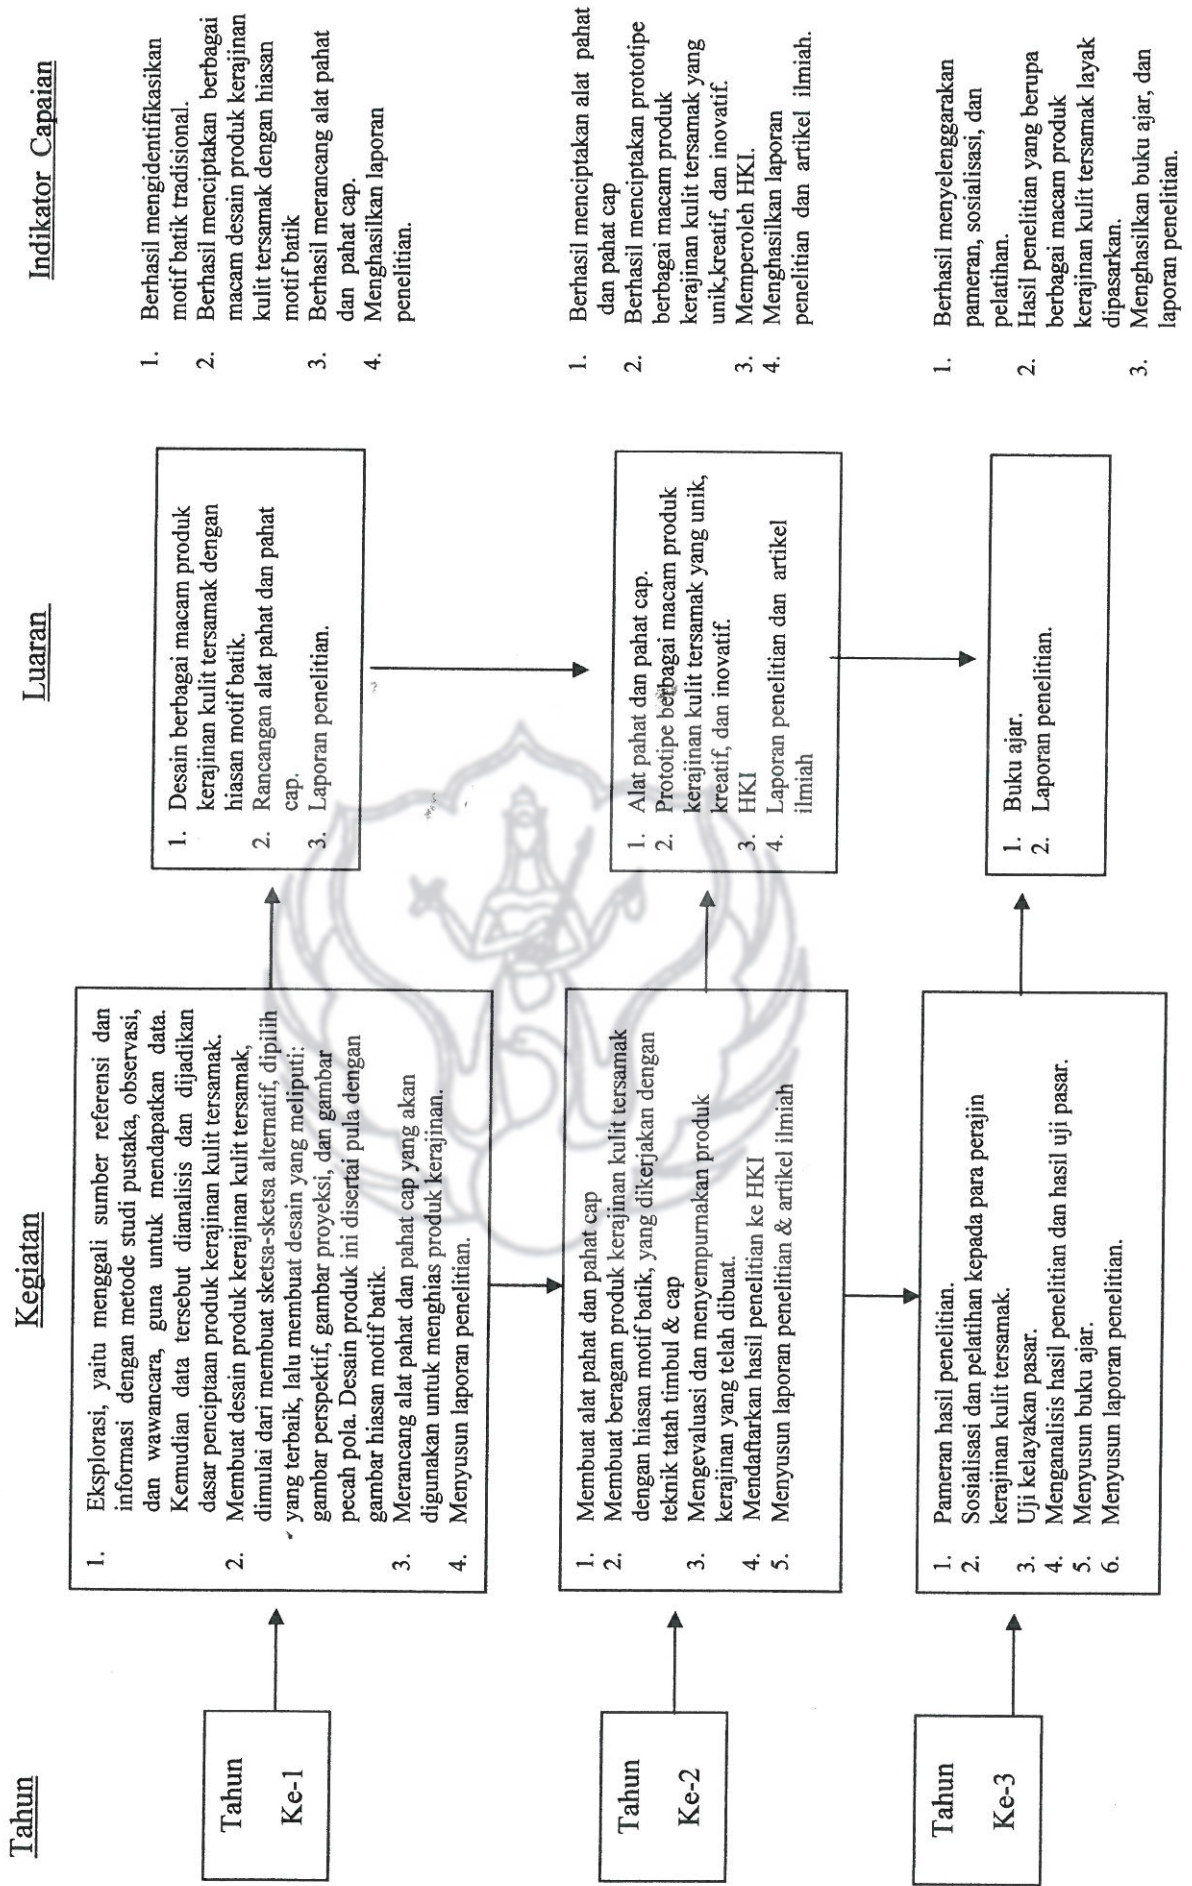 Tahun
Kegiatan
Luaran
Indikator Capaian
Tahun
Ke-1
1. Eksplorasi, yaitu menggali sumber referensi dan
informasi dengan metode studi pustaka, observasi,
dan wawancara, guna untuk mendapatkan data.
Kemudian data tersebut dianalisis dan dijadikan
dasar penciptaan produk kerajinan kulit tersamak.
2. Membuat desain produk kerajinan kulit tersamak,
dimulai dari membuat sketsa-sketsa alternatif, dipilih
yang terbaik, lalu membuat desain yang meliputi:
gambar perspektif, gambar proyeksi, dan gambar
pecah pola. Desain produk ini disertai pula dengan
gambar hiasan motif batik.
3. Merancang alat pahat dan pahat cap yang akan
digunakan untuk menghias produk kerajinan.
4. Menyusun laporan penelitian.
1. Desain berbagai macam produk
kerajinan kulit tersamak dengan
hiasan motif batik.
2. Rancangan alat pahat dan pahat
cap.
3. Laporan penelitian.
1. Berhasil mengidentifikasikan
motif batik tradisional.
2. Berhasil menciptakan berbagai
macam desain produk kerajinan
kulit tersamak dengan hiasan
motif batik
3. Berhasil merancang alat pahat
dan pahat cap.
4. Menghasilkan laporan
penelitian.
Tahun
Ke-2
1. Membuat alat pahat dan pahat cap
2. Membuat beragam produk kerajinan kulit tersamak
dengan hiasan motif batik, yang dikerjakan dengan
teknik tatah timbul & cap
3. Mengevaluasi dan menyempurnakan produk
kerajinan yang telah dibuat.
4. Mendaftarkan hasil penelitian ke HKI
5. Menyusun laporan penelitian & artikel ilmiah
1. Alat pahat dan pahat cap.
2. Prototipe berbagai macam produk
kerajinan kulit tersamak yang unik,
kreatif, dan inovatif.
3. HKI
4. Laporan penelitian dan artikel
ilmiah
1. Berhasil menciptakan alat pahat
dan pahat cap
2. Berhasil menciptakan prototipe
berbagai macam produk
kerajinan kulit tersamak yang
unik,kreatif, dan inovatif.
3. Memperoleh HKI.
4. Menghasilkan laporan
penelitian dan artikel ilmiah.
Tahun
Ke-3
1. Pameran hasil penelitian.
2. Sosialisasi dan pelatihan kepada para perajin
kerajinan kulit tersamak.
3. Uji kelayakan pasar.
4. Menganalisis hasil penelitian dan hasil uji pasar.
5. Menyusun buku ajar.
6. Menyusun laporan penelitian.
1. Buku ajar.
2. Laporan penelitian.
1. Berhasil menyelenggarakan
pameran, sosialisasi, dan
pelatihan.
2. Hasil penelitian yang berupa
berbagai macam produk
kerajinan kulit tersamak layak
dipasarkan.
3. Menghasilkan buku ajar, dan
laporan penelitian.